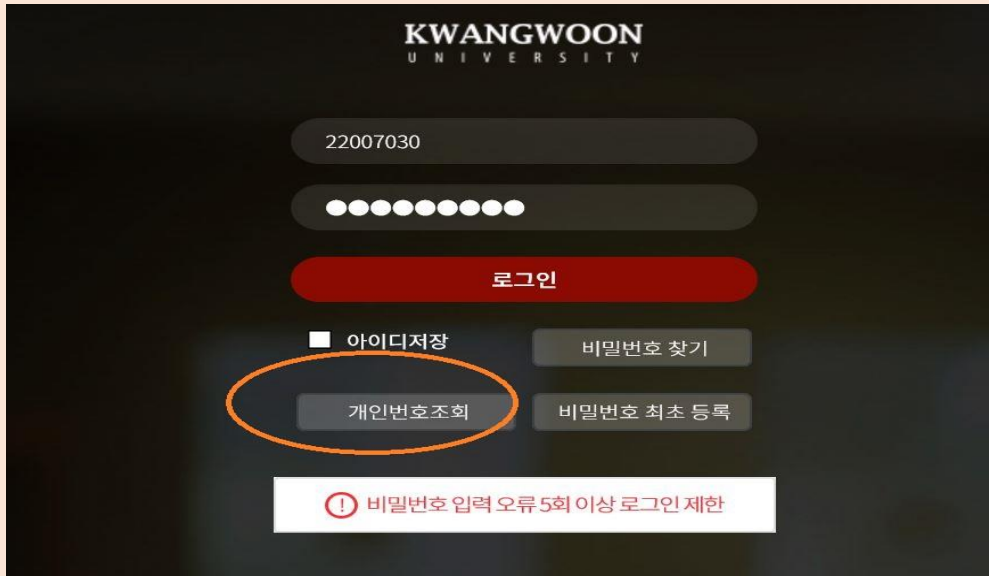 KWANGWOON
UNIVERSITY
22007030
●●●●●●●●●
로그인
아이디저장
비밀번호 찾기
개인번호조회
비밀번호 최초 등록
비밀번호 입력 오류 5회 이상 로그인 제한